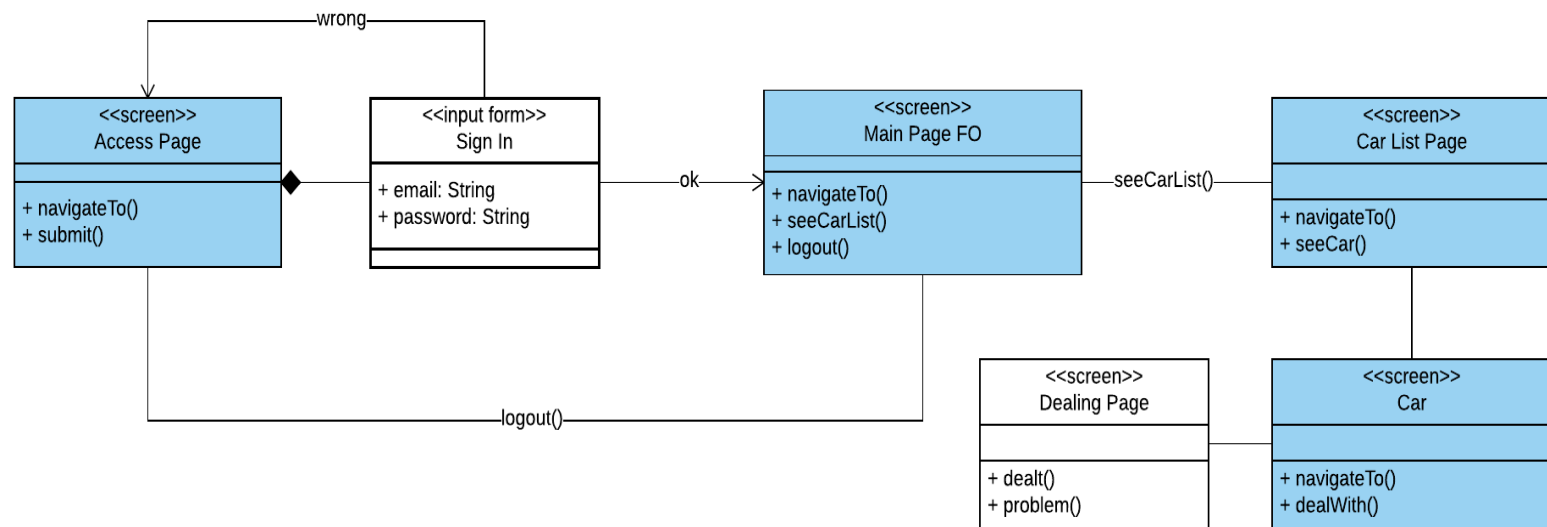 wrong
<<screen>>
Access Page
+ navigateTo()
+ submit()
<<input form>>
Sign In
+ email: String
+ password: String
ok
<<screen>>
Main Page FO
+ navigateTo()
+ seeCarList()
+ logout()
seeCarList()
<<screen>>
Car List Page
+ navigateTo()
+ seeCar()
logout()
<<screen>>
Dealing Page
+ dealt()
+ problem()
<<screen>>
Car
+ navigateTo()
+ dealWith()